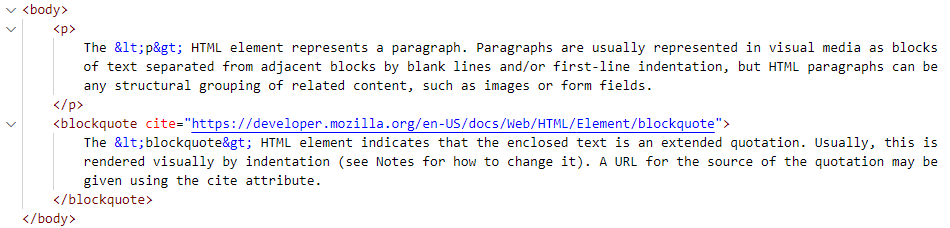 <body>
<p>
The &lt;p&gt; HTML element represents a paragraph. Paragraphs are usually represented in visual media as blocks
of text separated from adjacent blocks by blank lines and/or first-line indentation, but HTML paragraphs can be
any structural grouping of related content, such as images or form fields.
</p>
<blockquote cite="https://developer.mozilla.org/en-US/docs/Web/HTML/Element/blockquote">
The &lt;blockquote&gt; HTML element indicates that the enclosed text is an extended quotation. Usually, this is
rendered visually by indentation (see Notes for how to change it). A URL for the source of the quotation may be
given using the cite attribute.
</blockquote>
</body>